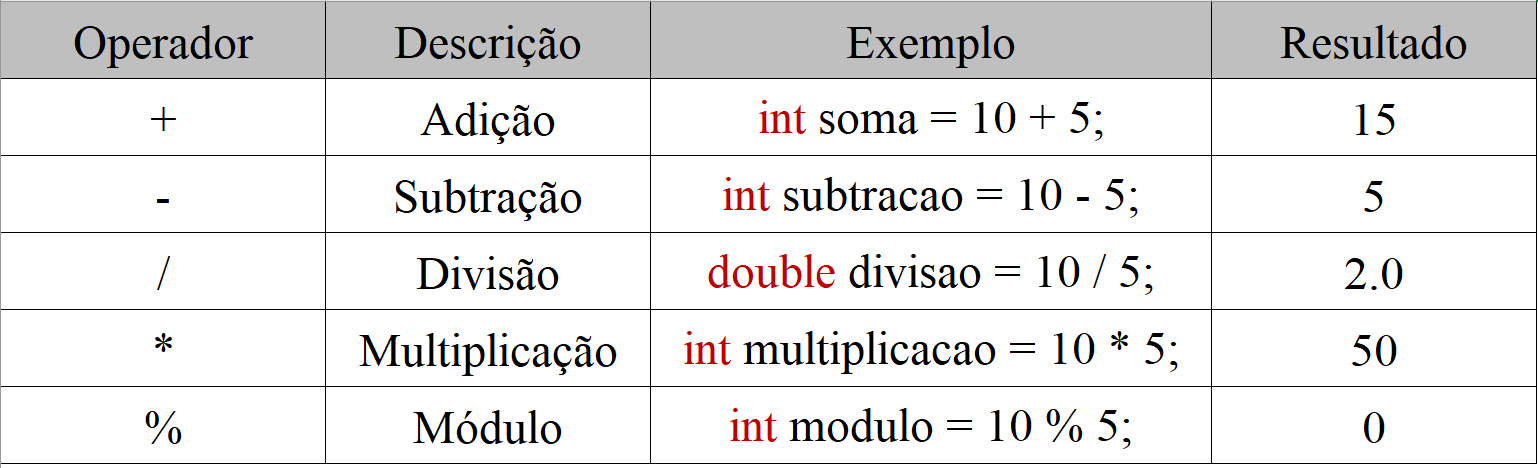 Operador Descrição Exemplo Resultado
+ Adição int soma = 10 + 5; 15
- Subtração int subtracao = 10 - 5; 5
/ Divisão double divisao = 10 / 5; 2.0
* Multiplicação int multiplicacao = 10 * 5; 50
% Módulo int modulo = 10 % 5; 0